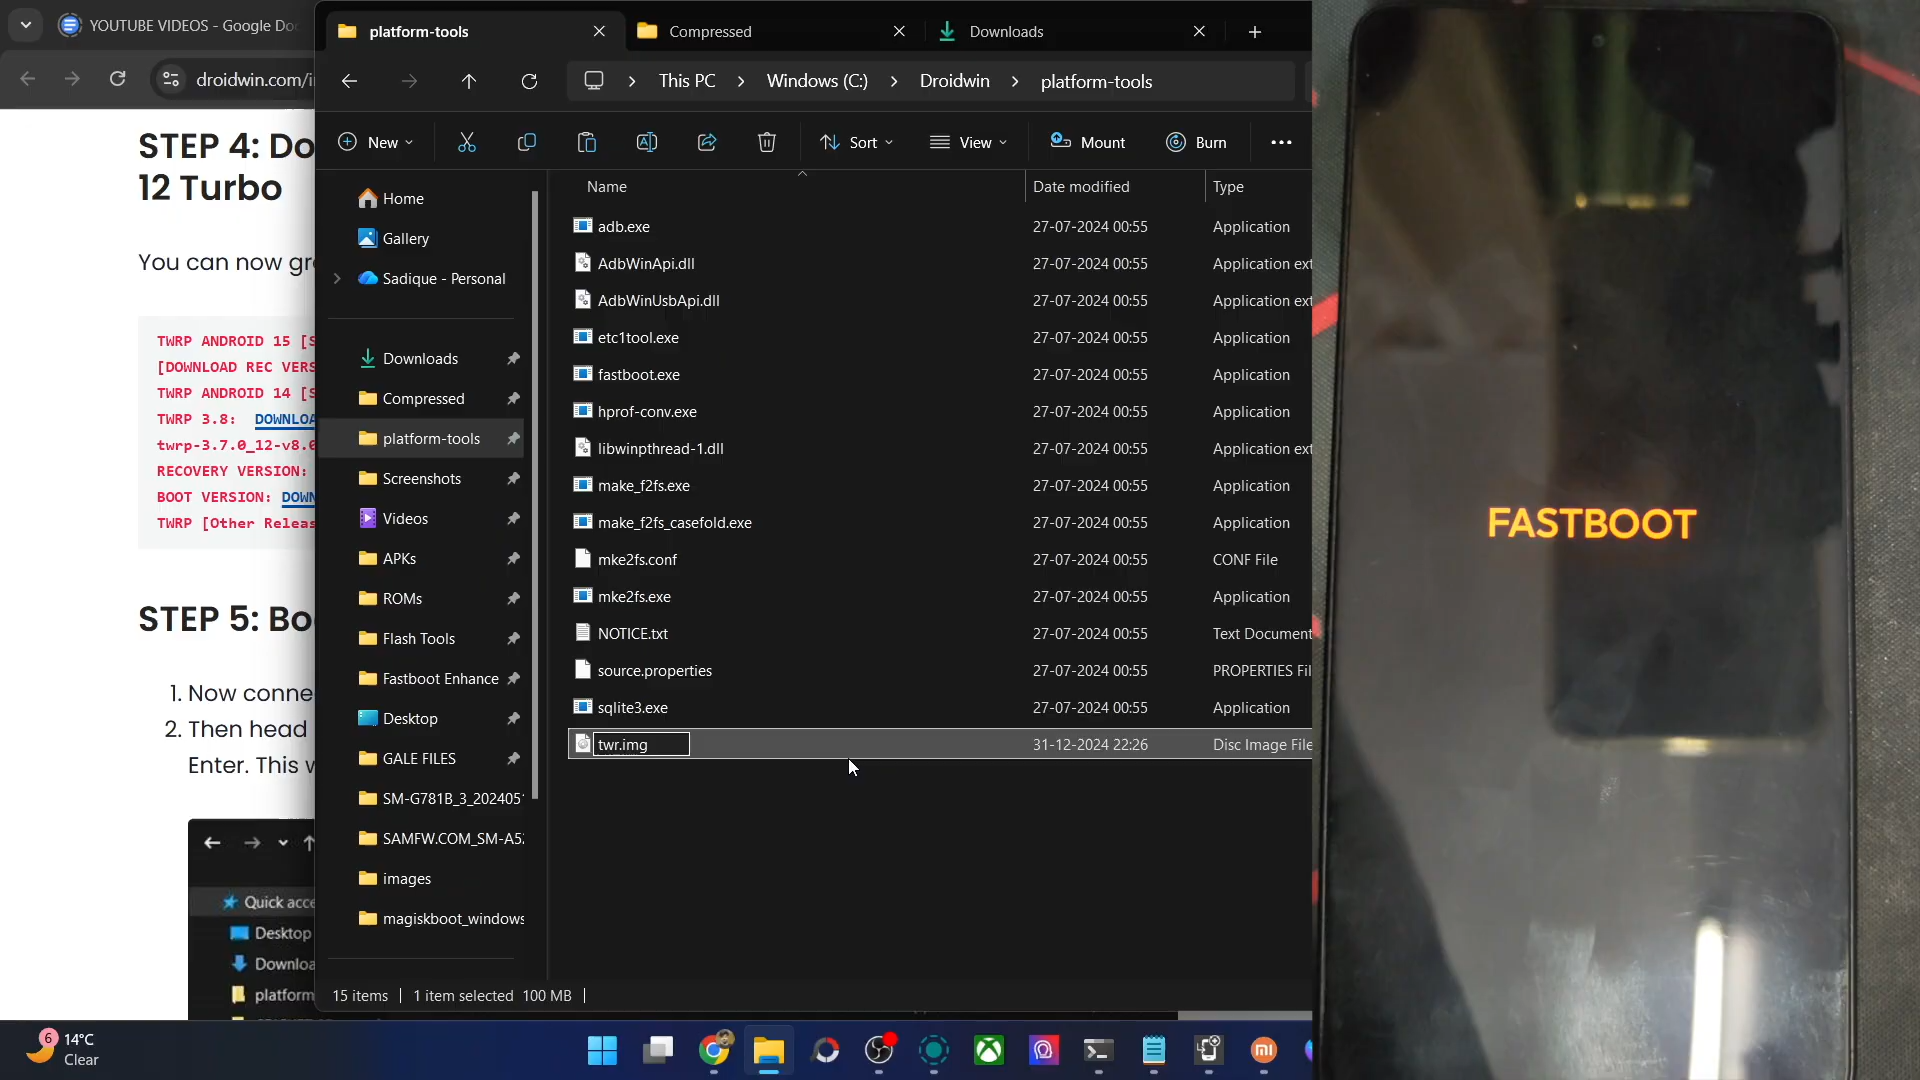 YOUTUBE VIDEOS - Google Do
platform-tools
Compressed
Downloads
droidwin.com/i
This PC
Windows (C:)
Droidwin
platform-tools
New
Sort
View
Mount
Burn
STEP 4: Do
12 Turbo
You can now gr
TWRP ANDROID 15 [S
[DOWNLOAD REC VERS
TWRP ANDROID 14 [S
TWRP 3.8: DOWNLOA
twrp-3.7.0_12-v8.6
RECOVERY VERSION:
BOOT VERSION: DOWN
TWRP [Other Releas
STEP 5: Bo
1. Now conne
2. Then head
Enter. This w
Quick acce
Desktop
Downloa
platform
Home
Gallery
Sadique - Personal
Downloads
Compressed
platform-tools
Screenshots
Videos
APKs
ROMs
Flash Tools
Fastboot Enhance
Desktop
GALE FILES
SM-G781B_3_202405
SAMFW.COM_SM-A5
images
magiskboot_windows
Name
Date modified
Type
adb.exe 27-07-2024 00:55 Application
AdbWinApi.dll 27-07-2024 00:55 Application ext
AdbWinUsbApi.dll 27-07-2024 00:55 Application ext
etc1tool.exe 27-07-2024 00:55 Application
fastboot.exe 27-07-2024 00:55 Application
hprof-conv.exe 27-07-2024 00:55 Application
libwinpthread-1.dll 27-07-2024 00:55 Application ext
make_f2fs.exe 27-07-2024 00:55 Application
make_f2fs_casefold.exe 27-07-2024 00:55 Application
mke2fs.conf 27-07-2024 00:55 CONF File
mke2fs.exe 27-07-2024 00:55 Application
NOTICE.txt 27-07-2024 00:55 Text Document
source.properties 27-07-2024 00:55 PROPERTIES Fil
sqlite3.exe 27-07-2024 00:55 Application
twr.img 31-12-2024 22:26 Disc Image File
15 items
1 item selected 100 MB
FASTBOOT
6
14°C
Clear
mi